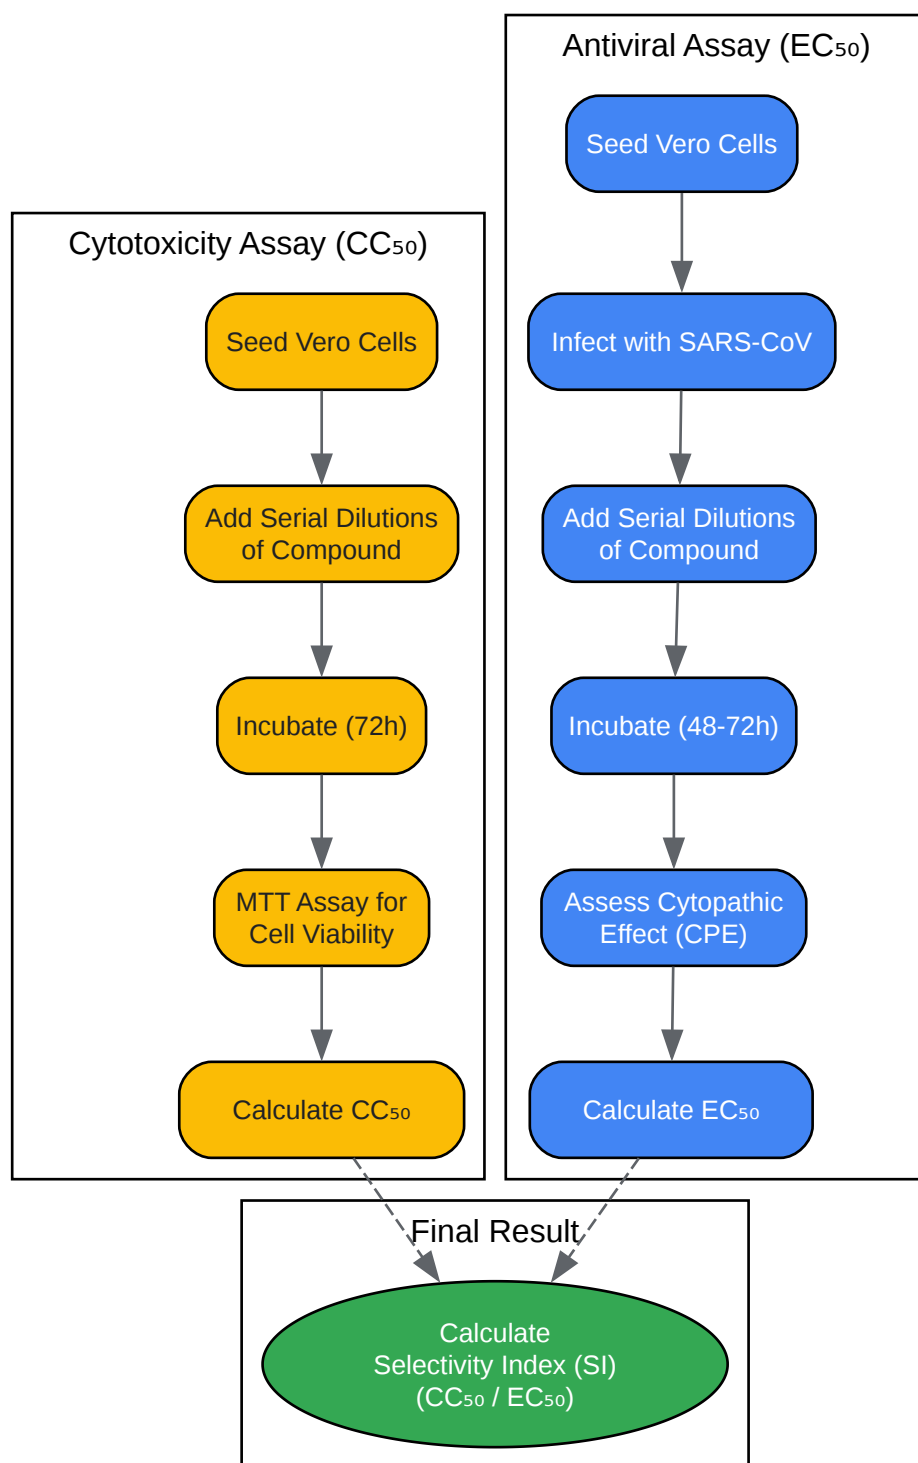 Antiviral Assay (EC₅₀)
Seed Vero Cells
Infect with SARS-CoV
Add Serial Dilutions
of Compound
Incubate (48-72h)
Assess Cytopathic
Effect (CPE)
Calculate EC₅₀
Cytotoxicity Assay (CC₅₀)
Seed Vero Cells
Add Serial Dilutions
of Compound
Incubate (72h)
MTT Assay for
Cell Viability
Calculate CC₅₀
Final Result
Calculate
Selectivity Index (SI)
(CC₅₀ / EC₅₀)